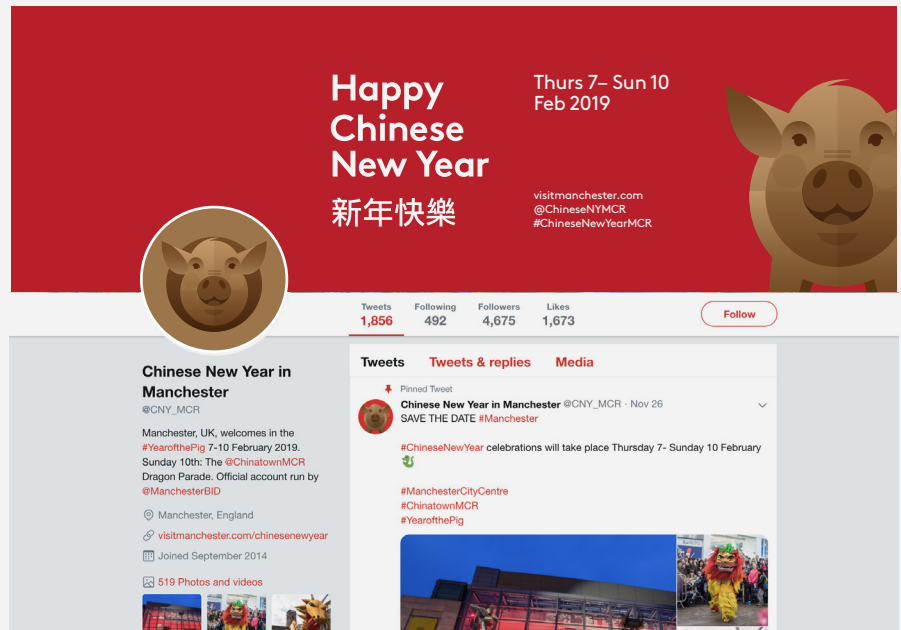 Happy
Chinese
New Year
新年快樂
Thurs 7– Sun 10
Feb 2019
visitmanchester.com
@ChineseNYMCR
#ChineseNewYearMCR
Tweets Following Followers Likes
1,856 492 4,675 1,673
Follow
Chinese New Year in
Manchester
@CNY_MCR
Manchester, UK, welcomes in the
#YearofthePig 7-10 February 2019.
Sunday 10th: The @ChinatownMCR
Dragon Parade. Official account run by
@ManchesterBID
Manchester, England
visitmanchester.com/chinesenewyear
Joined September 2014
519 Photos and videos
Tweets Tweets & replies Media
Pinned Tweet
Chinese New Year in Manchester @CNY_MCR · Nov 26
SAVE THE DATE #Manchester
#ChineseNewYear celebrations will take place Thursday 7- Sunday 10 February
#ManchesterCityCentre
#ChinatownMCR
#YearofthePig